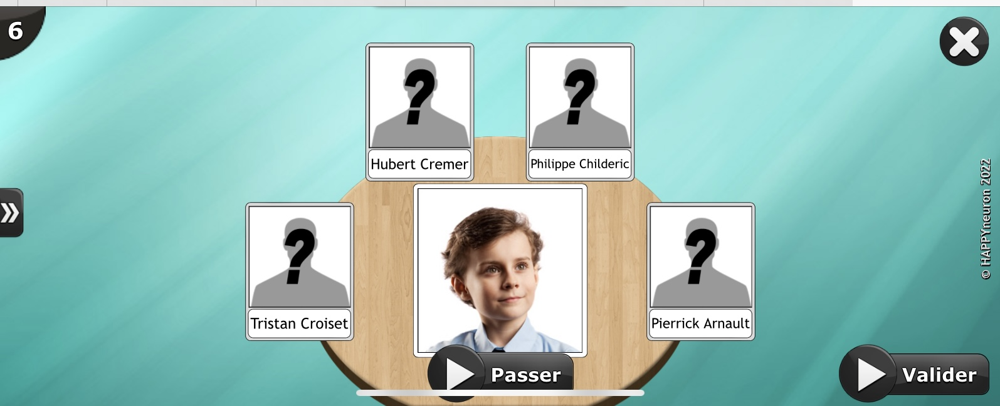 6
Hubert Cremer
Philippe Childeric
Tristan Croiset
Pierrick Arnault
Passer
Valider
© HAPPYneuron 2022